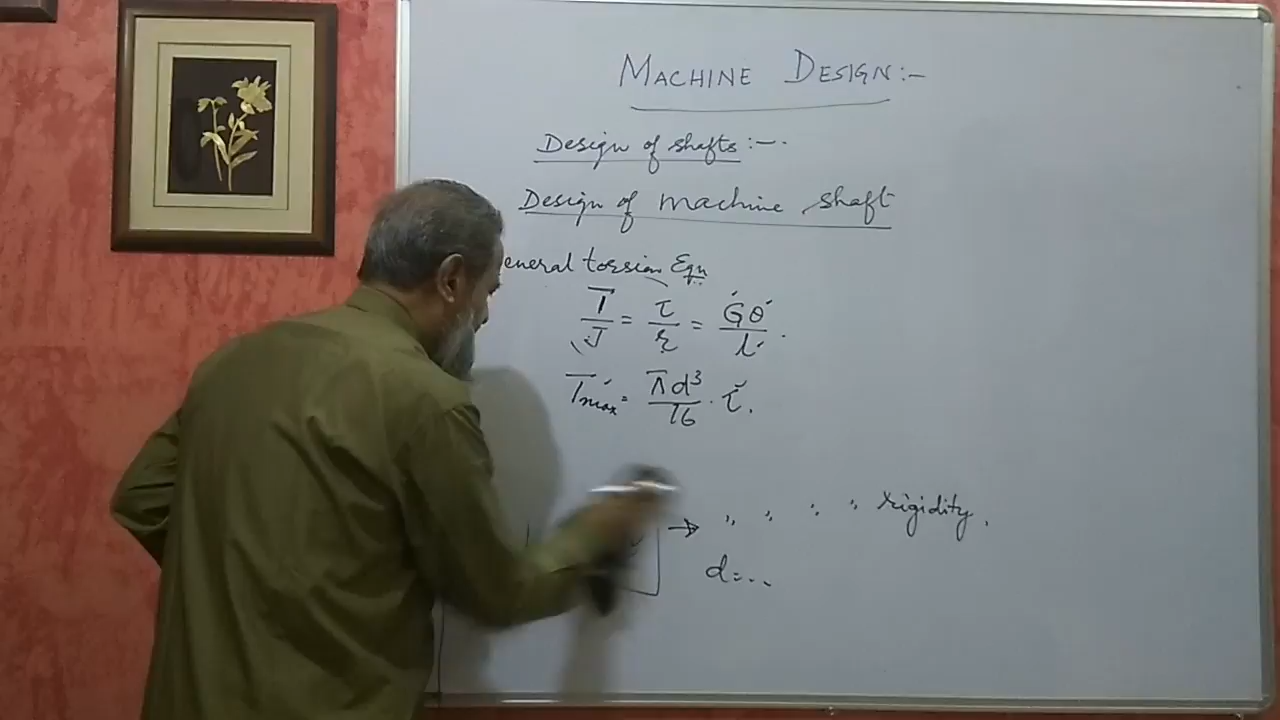 MACHINE DESIGN:-
Design of shafts:-.
Design of machine shaft
eneral torsion Eqn
T/J = τ/r = Gθ/l.
Tmax = πd³/16 . τ.
→ " " " " rigidity.
d=...